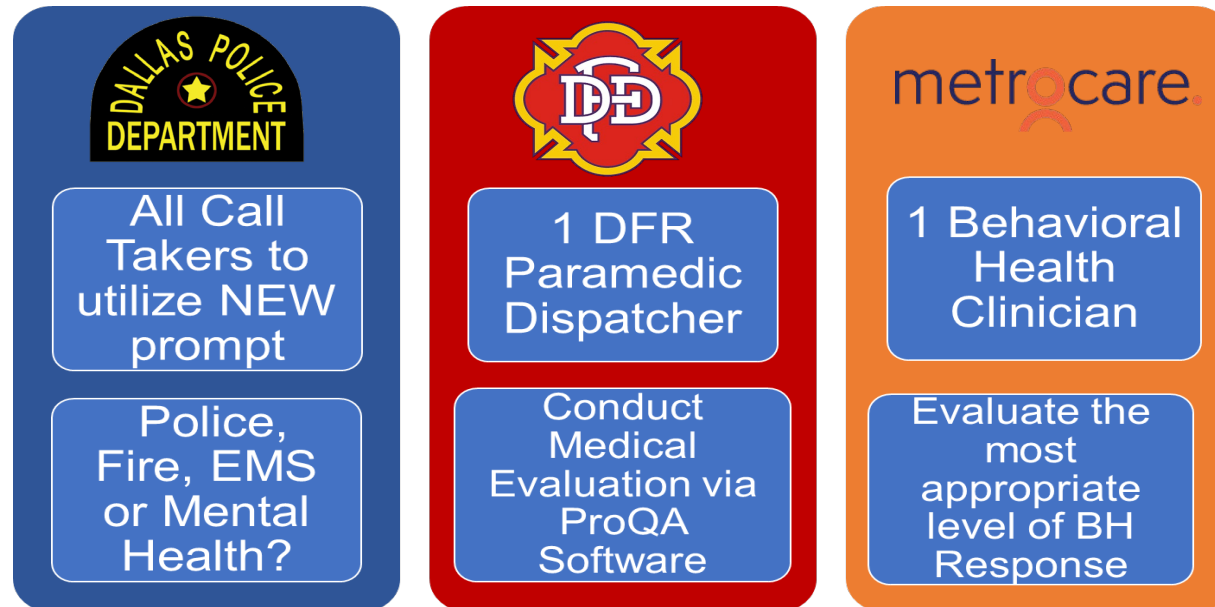 DALLAS POLICE
DEPARTMENT
All Call
Takers to
utilize NEW
prompt
Police,
Fire, EMS
or Mental
Health?
DFD
1 DFR
Paramedic
Dispatcher
Conduct
Medical
Evaluation via
ProQA
Software
metrocare.
1 Behavioral
Health
Clinician
Evaluate the
most
appropriate
level of BH
Response